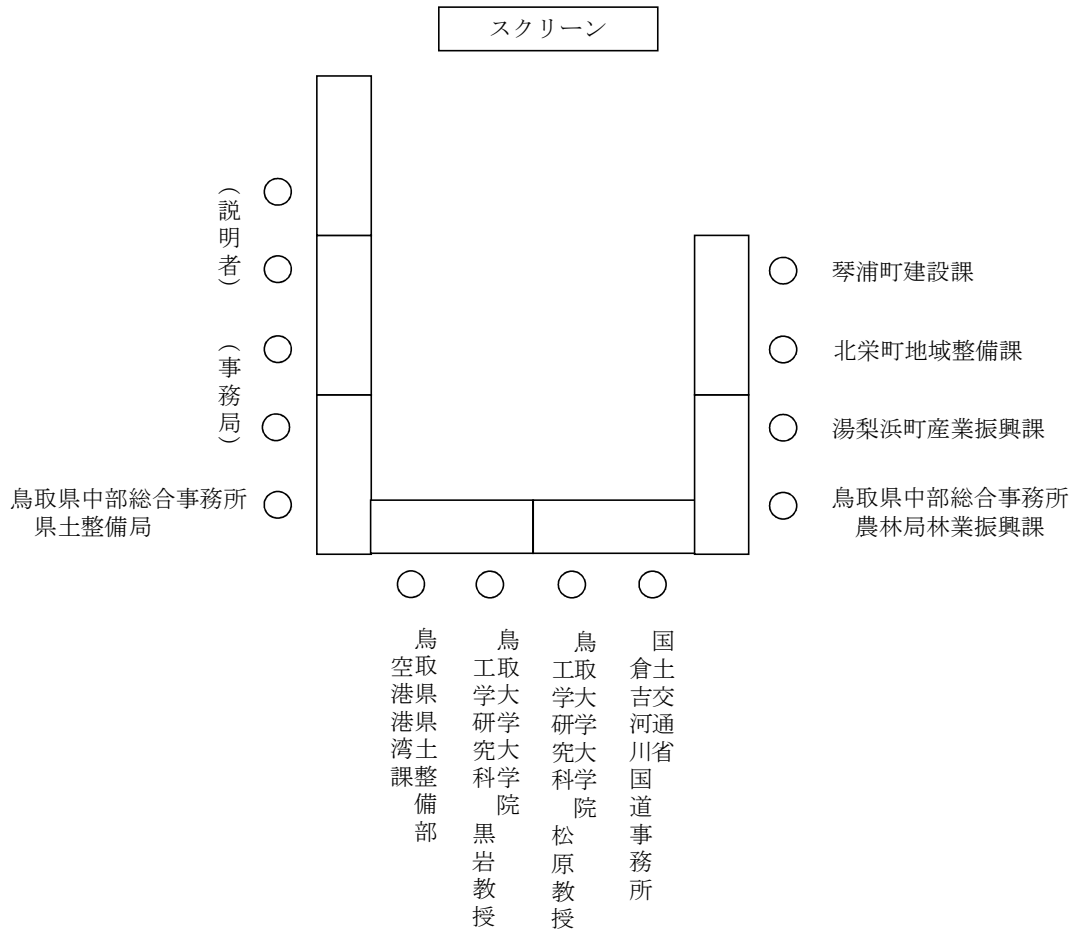 スクリーン
（説明者）
（事務局）
鳥取県中部総合事務所
県土整備局
琴浦町建設課
北栄町地域整備課
湯梨浜町産業振興課
鳥取県中部総合事務所
農林局林業振興課
鳥取県県土整備部
空港港湾課
鳥取大学大学院
工学研究科 黒岩教授
鳥取大学大学院
工学研究科 松原教授
国土交通省
倉吉河川国道事務所